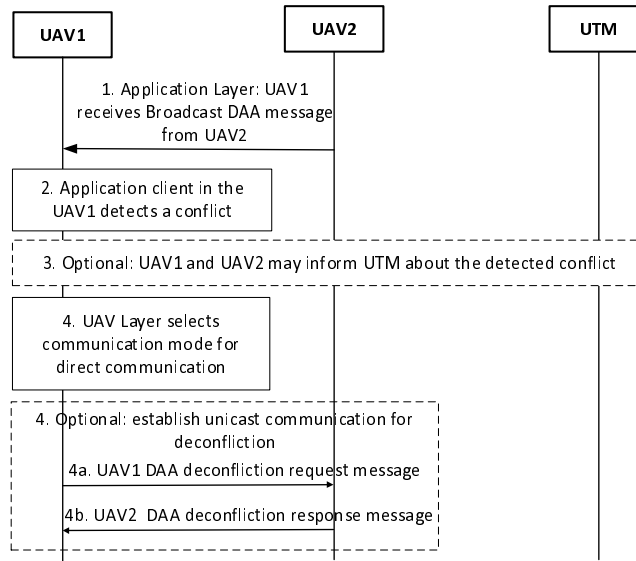 UAV1
UAV2
UTM
1. Application Layer: UAV1
receives Broadcast DAA message
from UAV2
2. Application client in the
UAV1 detects a conflict
3. Optional: UAV1 and UAV2 may inform UTM about the detected conflict
4. UAV Layer selects
communication mode for
direct communication
4. Optional: establish unicast communication for
deconfliction
4a. UAV1 DAA deconfliction request message
4b. UAV2 DAA deconfliction response message